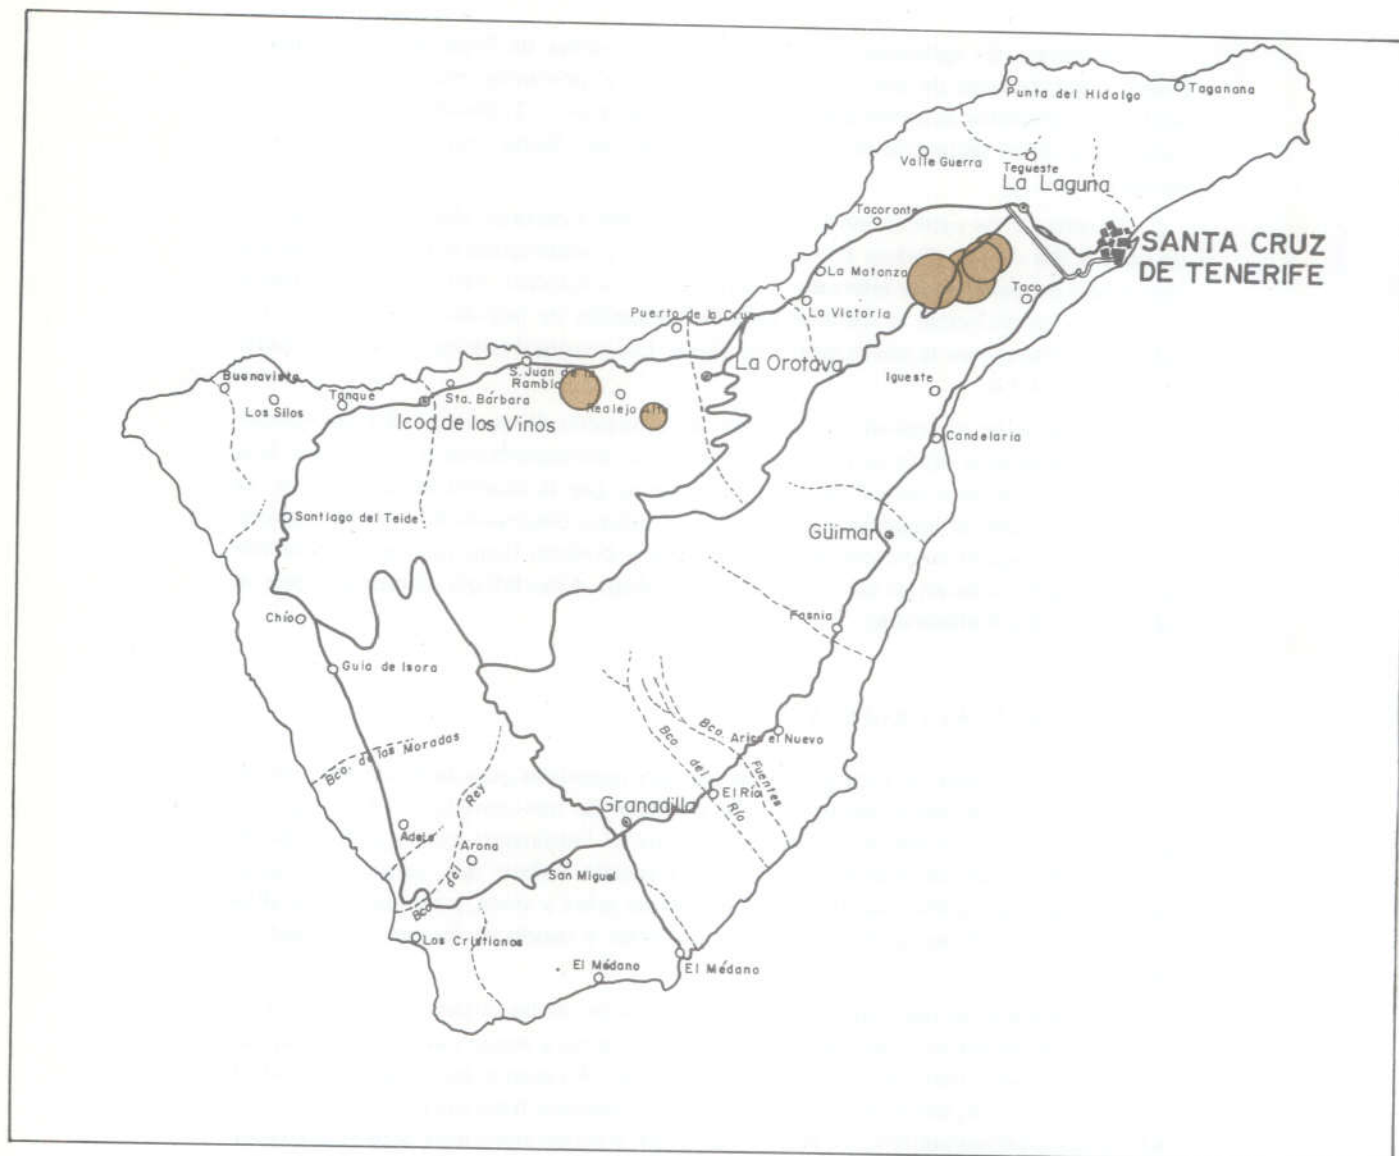 Punta del Hidalgo
Taganana
Valle Guerra
Tegueste
La Laguna
Tacoronte
SANTA CRUZ
DE TENERIFE
La Matanza
Taco
La Victoria
Puerto de la Cruz
La Orotava
Igueste
S. Juan de la
Rambla
Buenavista
Los Silos
Tanque
Sta. Bárbara
Realejo Alto
Icod de los Vinos
Candelaria
Santiago del Teide
Güimar
Chío
Fasnia
Guia de Isora
Bco. de las Moradas
Bco. del Rey
Bco. del Río
Bco. Fuentes
Arico el Nuevo
El Río
Granadilla
Adeje
Arona
San Miguel
Los Cristianos
El Médano
El Médano